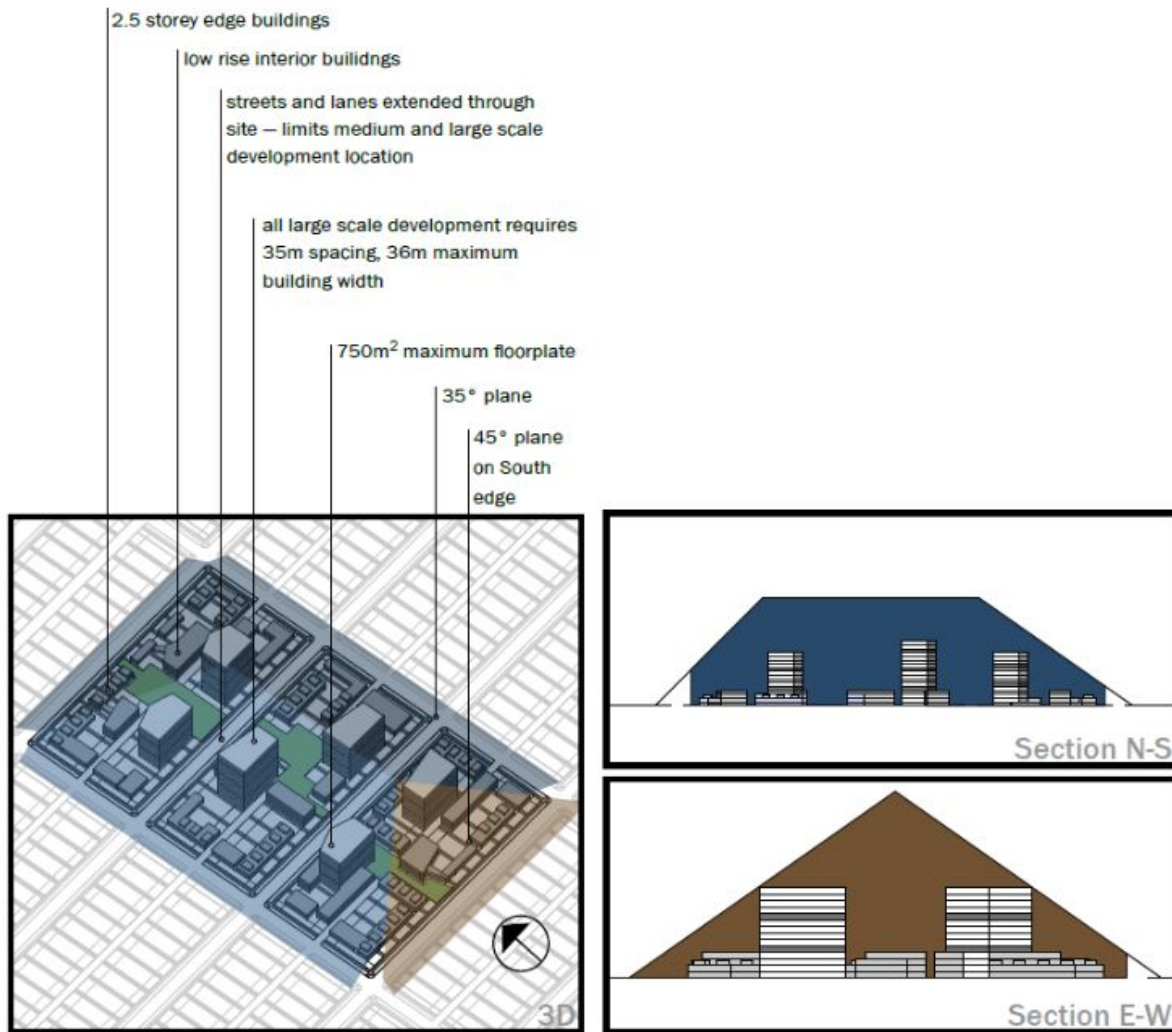 2.5 storey edge buildings
low rise interior builidngs
streets and lanes extended through
site — limits medium and large scale
development location
all large scale development requires
35m spacing, 36m maximum
building width
750m² maximum floorplate
35° plane
45° plane
on South
edge
3D
Section N-S
Section E-W